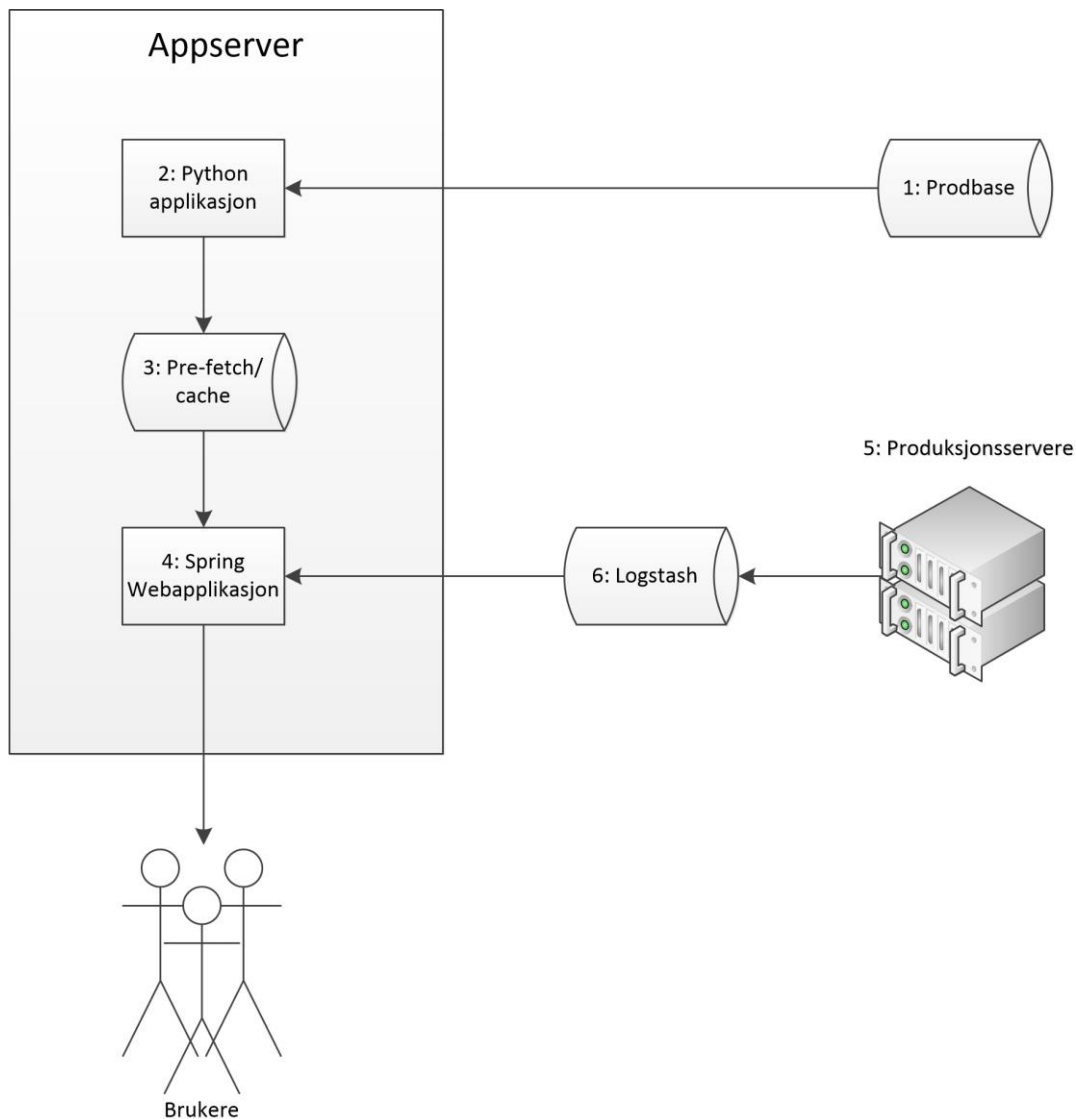 Appserver
2: Python
applikasjon
1: Prodbase
3: Pre-fetch/
cache
5: Produksjonsservere
4: Spring
Webapplikasjon
6: Logstash
Brukere